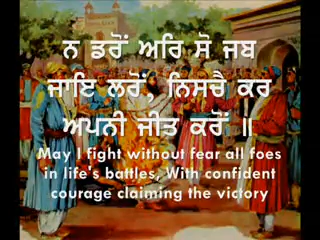 ਨ ਡਰੋਂ ਅਰਿ ਸੋ ਜਬ
ਜਾਇ ਲਰੋਂ, ਨਿਸਚੈ ਕਰ
ਅਪਨੀ ਜੀਤ ਕਰੋਂ ॥
May I fight without fear all foes
in life's battles, With confident
courage claiming the victory